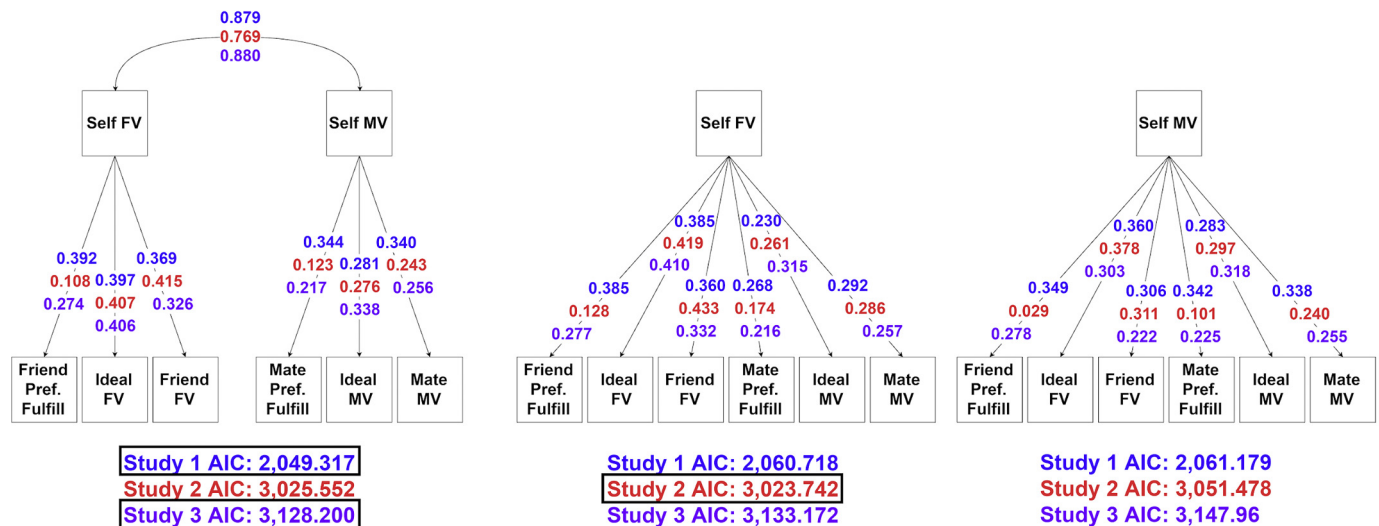 0.879
0.769
0.880
Self FV
Self MV
0.392
0.108
0.274
0.397
0.407
0.406
0.369
0.415
0.326
0.344
0.123
0.217
0.281
0.276
0.338
0.340
0.243
0.256
Friend
Pref.
Fulfill
Ideal
FV
Friend
FV
Mate
Pref.
Fulfill
Ideal
MV
Mate
MV
Study 1 AIC: 2,049.317
Study 2 AIC: 3,025.552
Study 3 AIC: 3,128.200
Self FV
0.385
0.128
0.277
0.385
0.419
0.410
0.360
0.433
0.332
0.268
0.174
0.216
0.230
0.261
0.315
0.292
0.286
0.257
Friend
Pref.
Fulfill
Ideal
FV
Friend
FV
Mate
Pref.
Fulfill
Ideal
MV
Mate
MV
Study 1 AIC: 2,060.718
Study 2 AIC: 3,023.742
Study 3 AIC: 3,133.172
Self MV
0.349
0.029
0.278
0.360
0.378
0.303
0.306
0.311
0.222
0.342
0.101
0.225
0.283
0.297
0.318
0.338
0.240
0.255
Friend
Pref.
Fulfill
Ideal
FV
Friend
FV
Mate
Pref.
Fulfill
Ideal
MV
Mate
MV
Study 1 AIC: 2,061.179
Study 2 AIC: 3,051.478
Study 3 AIC: 3,147.96